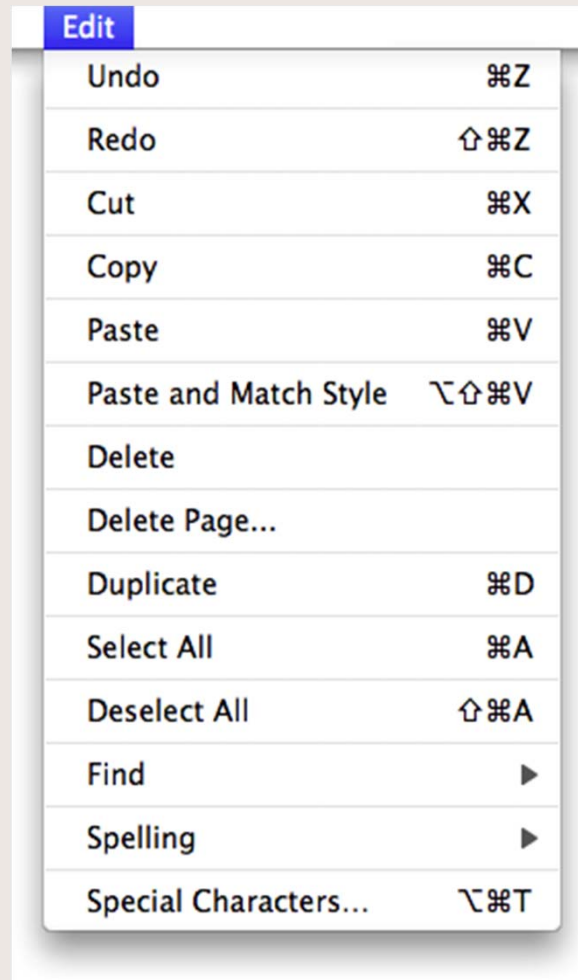 Edit
Undo ⌘Z
Redo ⇧⌘Z
Cut ⌘X
Copy ⌘C
Paste ⌘V
Paste and Match Style ⌥⇧⌘V
Delete
Delete Page...
Duplicate ⌘D
Select All ⌘A
Deselect All ⇧⌘A
Find ▶
Spelling ▶
Special Characters... ⌥⌘T